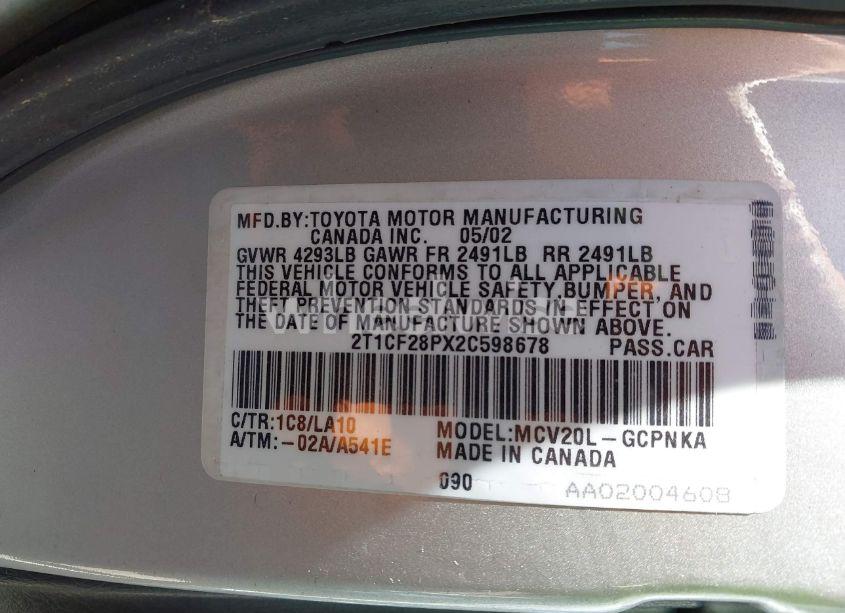 MFD.BY:TOYOTA MOTOR MANUFACTURING
CANADA INC. 05/02
GVWR 4293LB GAWR FR 2491LB RR 2491LB
THIS VEHICLE CONFORMS TO ALL APPLICABLE
FEDERAL MOTOR VEHICLE SAFETY,BUMPER, AND
THEFT PREVENTION STANDARDS IN EFFECT ON
THE DATE OF MANUFACTURE SHOWN ABOVE.
2T1CF28PX2C598678 PASS.CAR
C/TR:1C8/LA10
A/TM:-02A/A541E
MODEL:MCV20L-GCPNKA
MADE IN CANADA
090
AA02004608